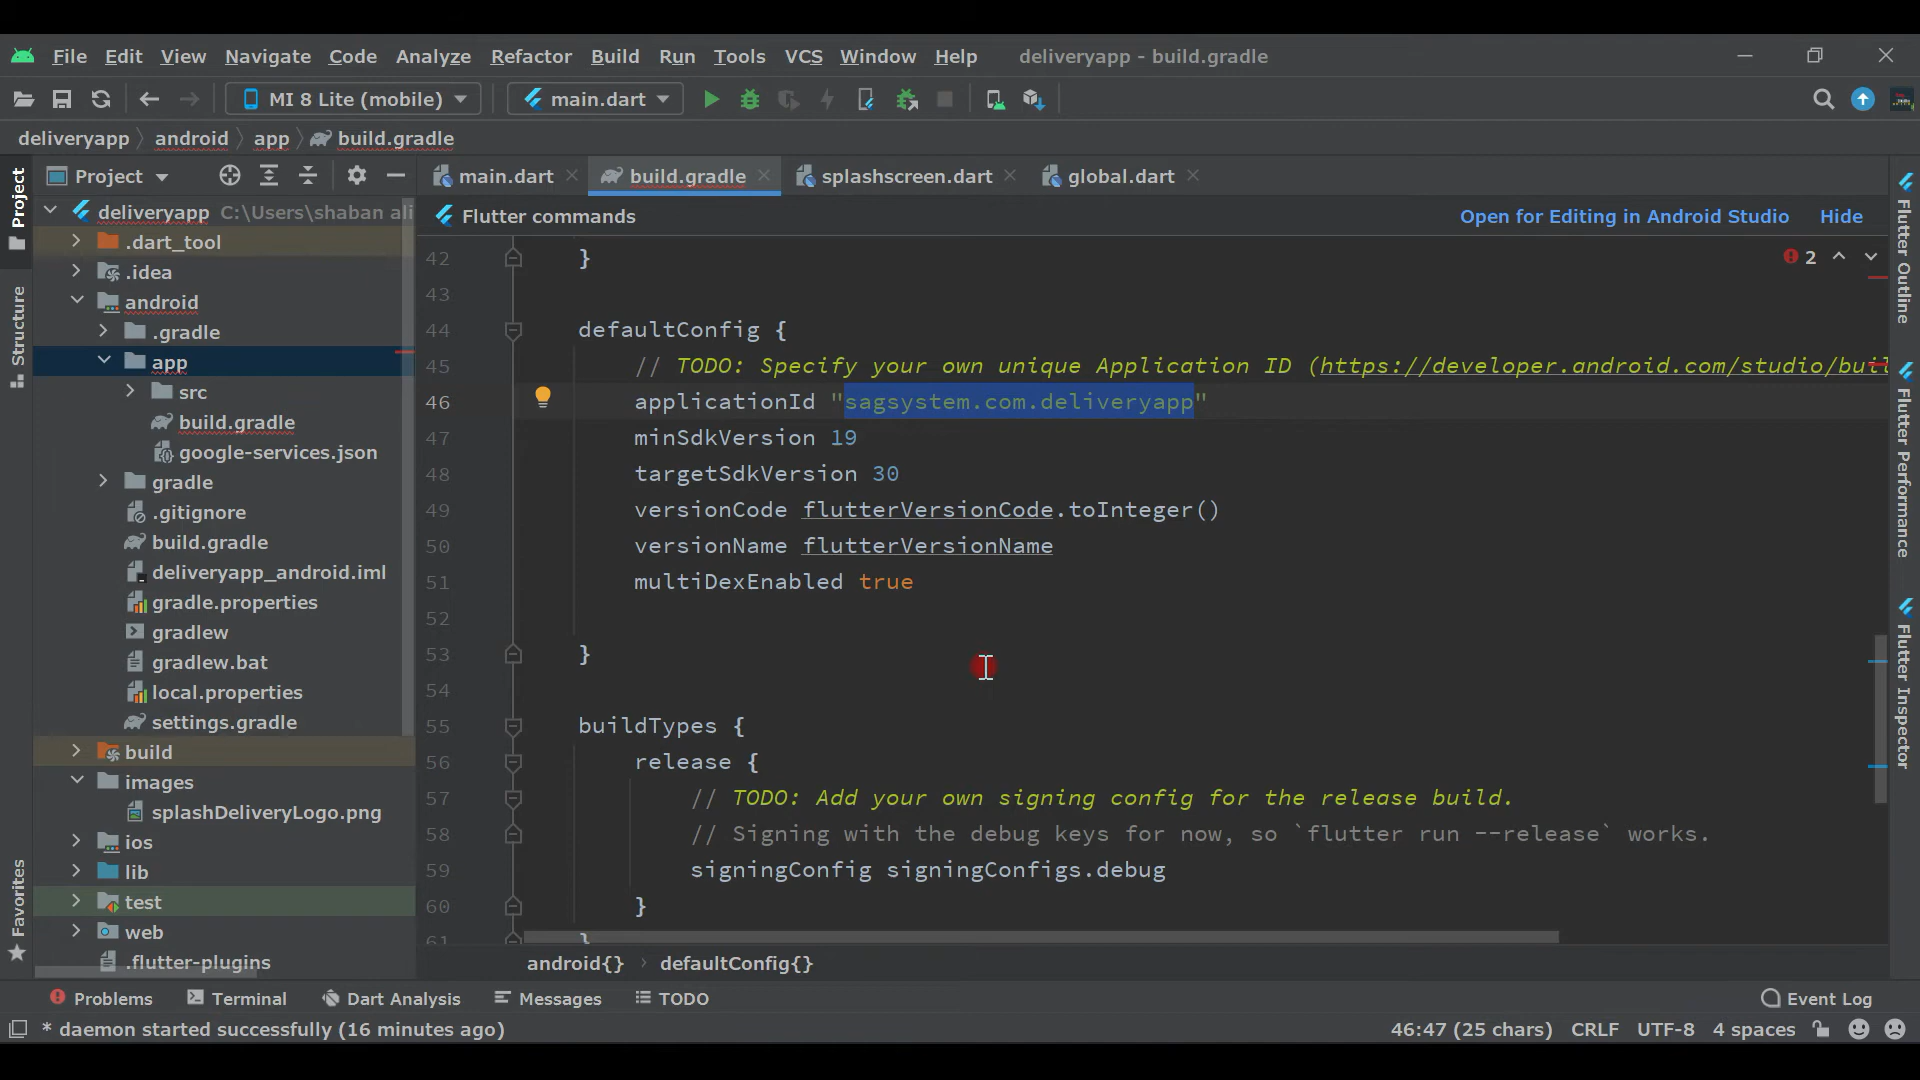 File Edit View Navigate Code Analyze Refactor Build Run Tools VCS Window Help deliveryapp - build.gradle
MI 8 Lite (mobile) main.dart
deliveryapp android app build.gradle
Project
Project
main.dart build.gradle splashscreen.dart global.dart
Flutter commands Open for Editing in Android Studio Hide
deliveryapp C:\Users\shaban ali
.dart_tool
.idea
android
.gradle
app
src
build.gradle
google-services.json
gradle
.gitignore
build.gradle
deliveryapp_android.iml
gradle.properties
gradlew
gradlew.bat
local.properties
settings.gradle
build
images
splashDeliveryLogo.png
ios
lib
test
web
.flutter-plugins
Structure
Favorites
2
42 }
43
44 defaultConfig {
45 // TODO: Specify your own unique Application ID (https://developer.android.com/studio/buil
46 applicationId "sagsystem.com.deliveryapp"
47 minSdkVersion 19
48 targetSdkVersion 30
49 versionCode flutterVersionCode.toInteger()
50 versionName flutterVersionName
51 multiDexEnabled true
52
53 }
54
55 buildTypes {
56 release {
57 // TODO: Add your own signing config for the release build.
58 // Signing with the debug keys for now, so `flutter run --release` works.
59 signingConfig signingConfigs.debug
60 }
61 }
android{} defaultConfig{}
Flutter Outline
Flutter Performance
Flutter Inspector
Problems Terminal Dart Analysis Messages TODO Event Log
* daemon started successfully (16 minutes ago) 46:47 (25 chars) CRLF UTF-8 4 spaces